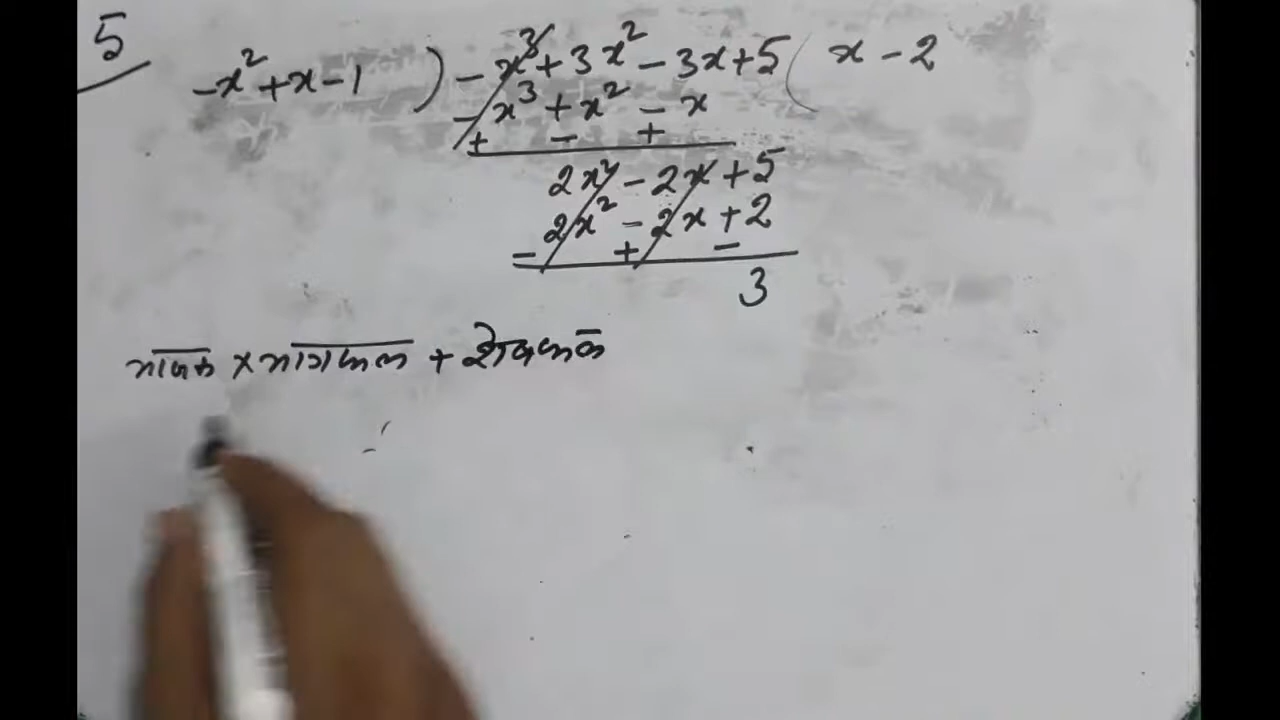 5
-x²+x-1 ) -x³+3x²-3x+5 ( x-2
-x³+x²-x
+ - +
2x²-2x+5
2x²-2x+2
- + -
3
भाजक × भागफल + शेषफल